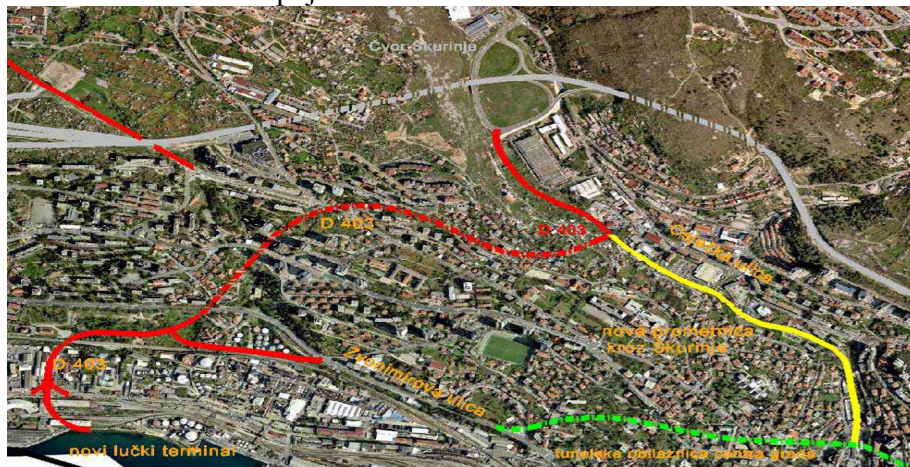 Čvor Škurinje
D 403
D 403
Osječka ulica
nova prometnica
kroz Škurinje
D 403
Zvonimirova ulica
novi lučki terminal
tunelska obilaznica centra grada